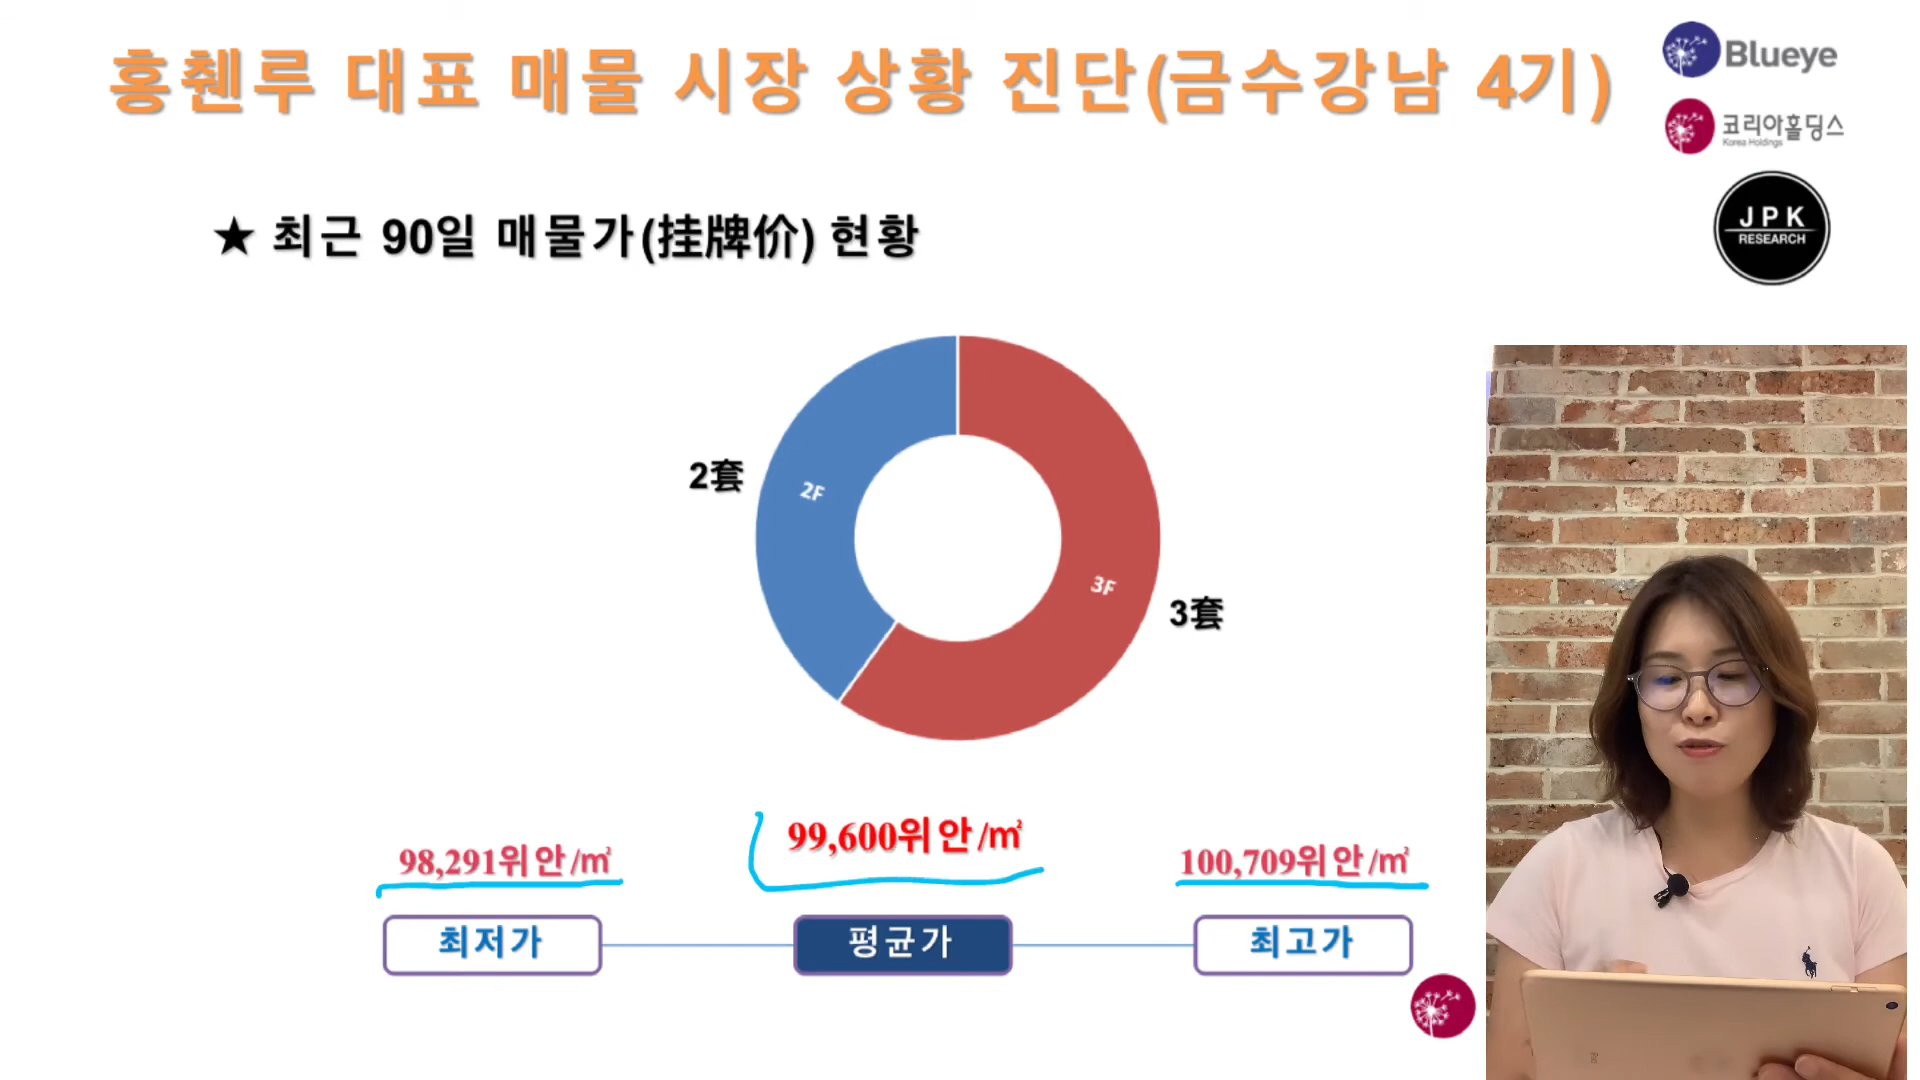 홍췐루 대표 매물 시장 상황 진단(금수강남 4기)
Blueye
코리아홀딩스
Korea Holdings
JPK
RESEARCH
★ 최근 90일 매물가(挂牌价) 현황
2套
2F
3F
3套
98,291위안/㎡
99,600위안/㎡
100,709위안/㎡
최저가
평균가
최고가
iPad